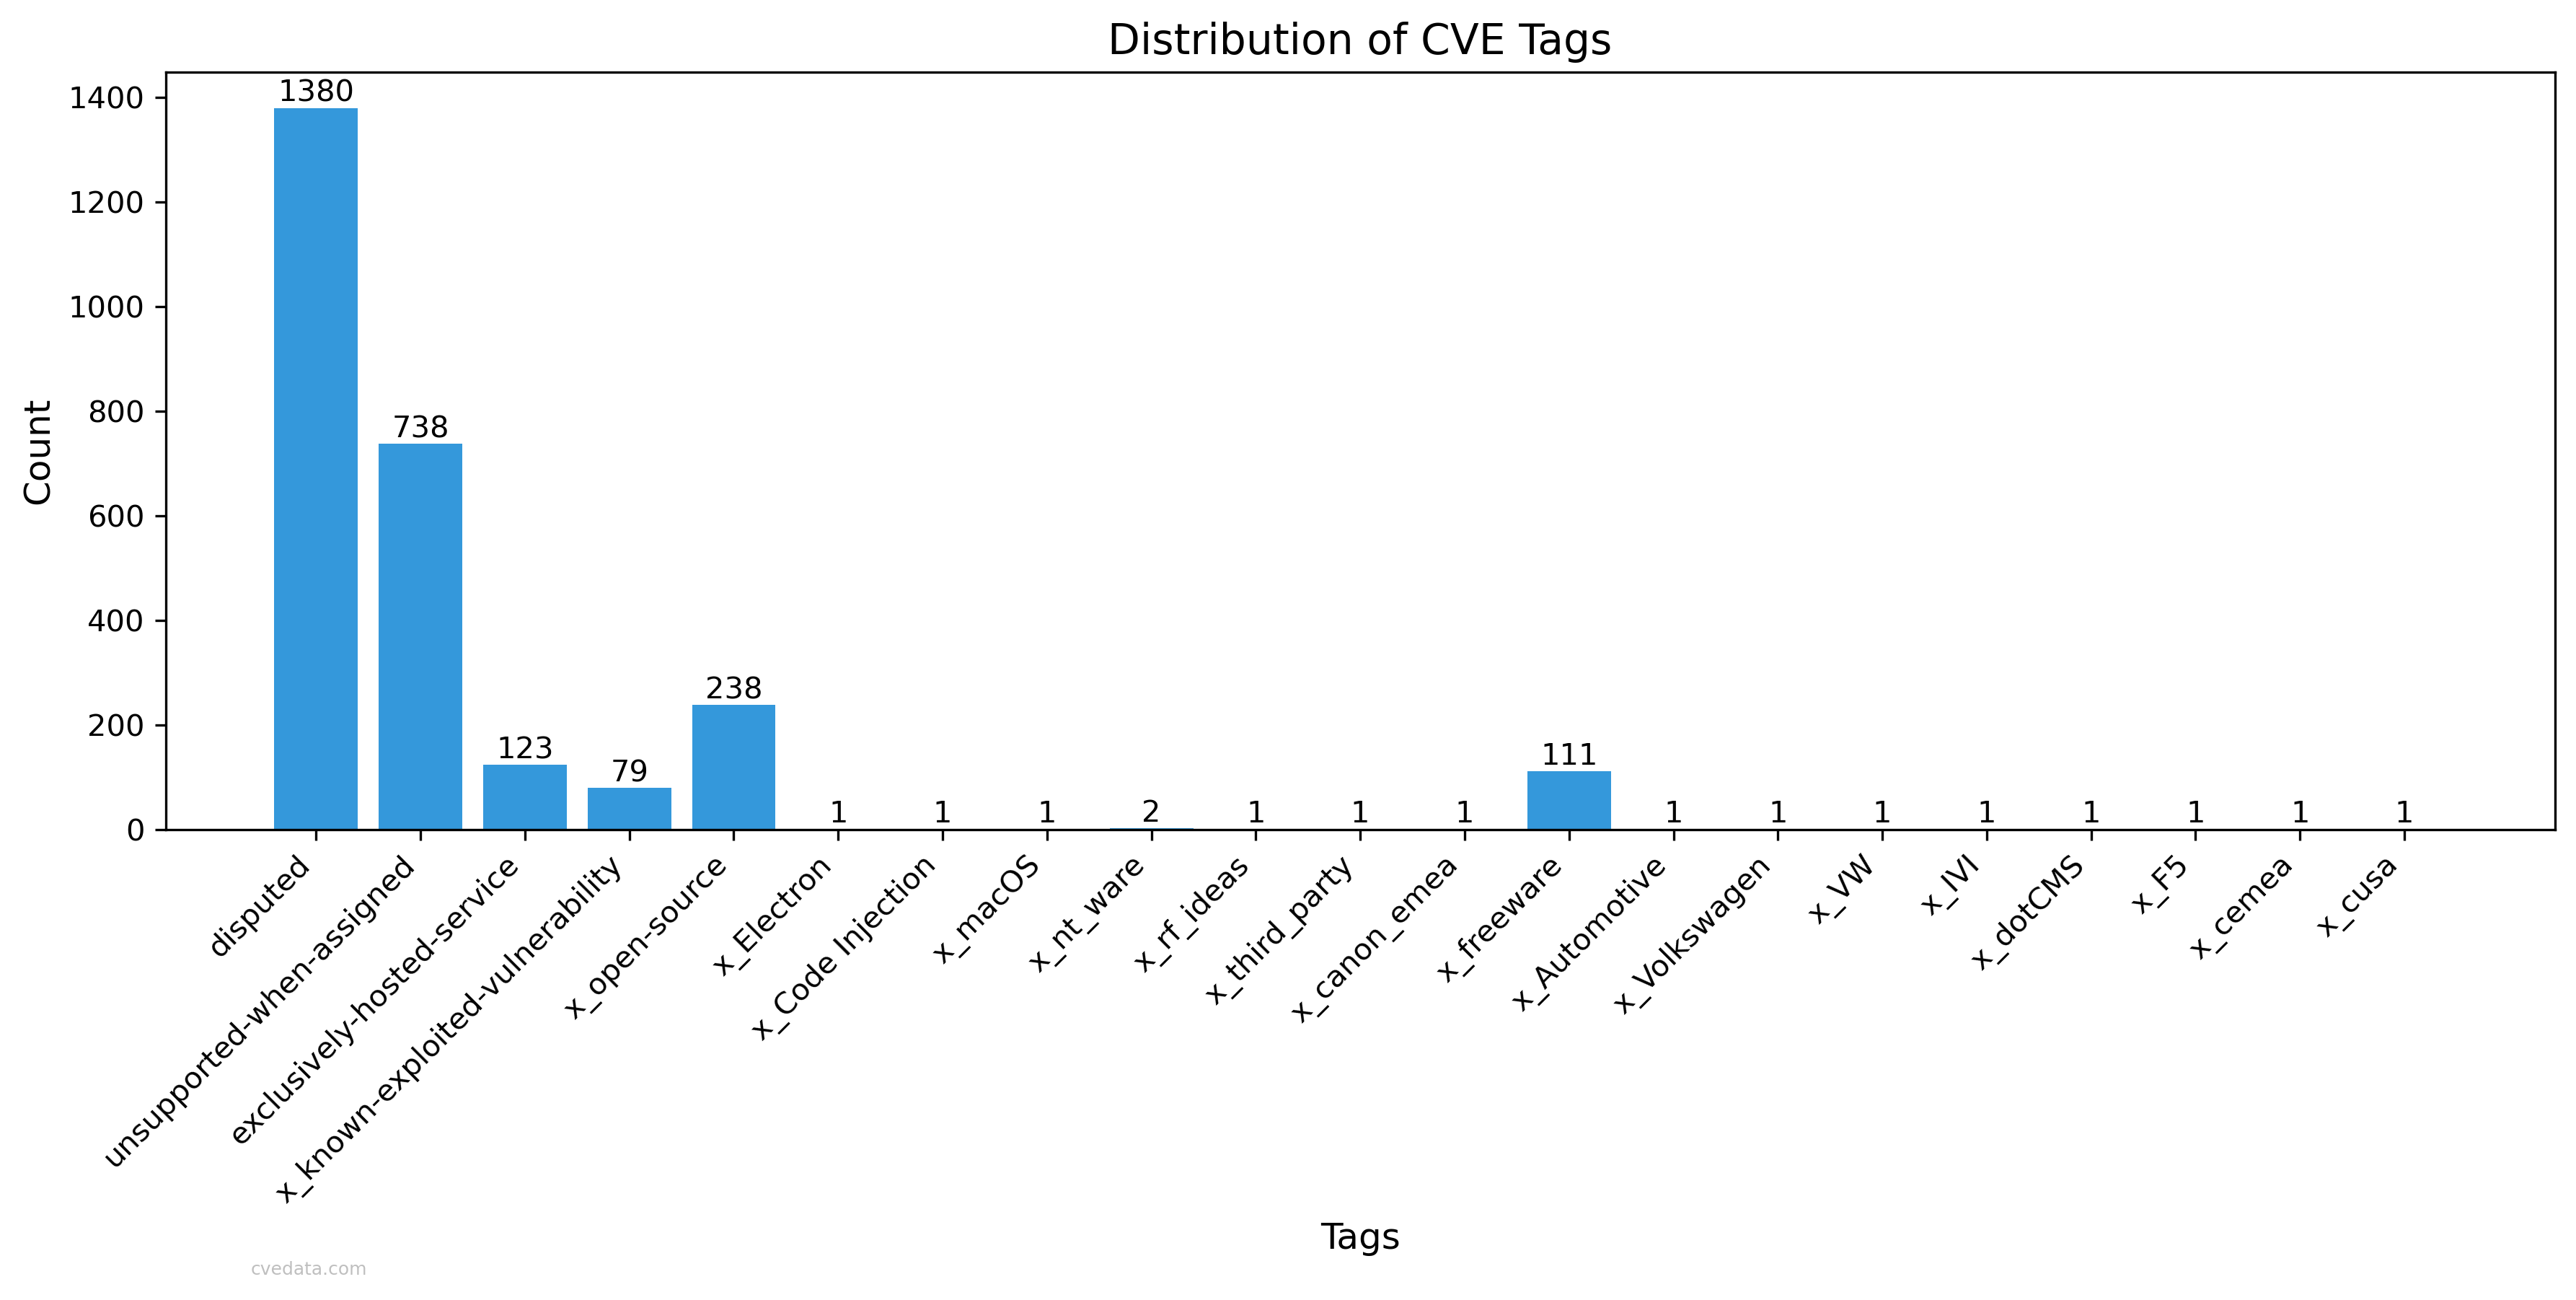 Distribution of CVE Tags
Count
1400
1200
1000
800
600
400
200
0
1380
738
123
79
238
1
1
1
2
1
1
1
111
1
1
1
1
1
1
1
1
disputed
unsupported-when-assigned
exclusively-hosted-service
x_known-exploited-vulnerability
x_open-source
x_Electron
x_Code Injection
x_macOS
x_nt_ware
x_rf_ideas
x_third_party
x_canon_emea
x_freeware
x_Automotive
x_Volkswagen
x_VW
x_IVI
x_dotCMS
x_F5
x_cemea
x_cusa
Tags
cvedata.com